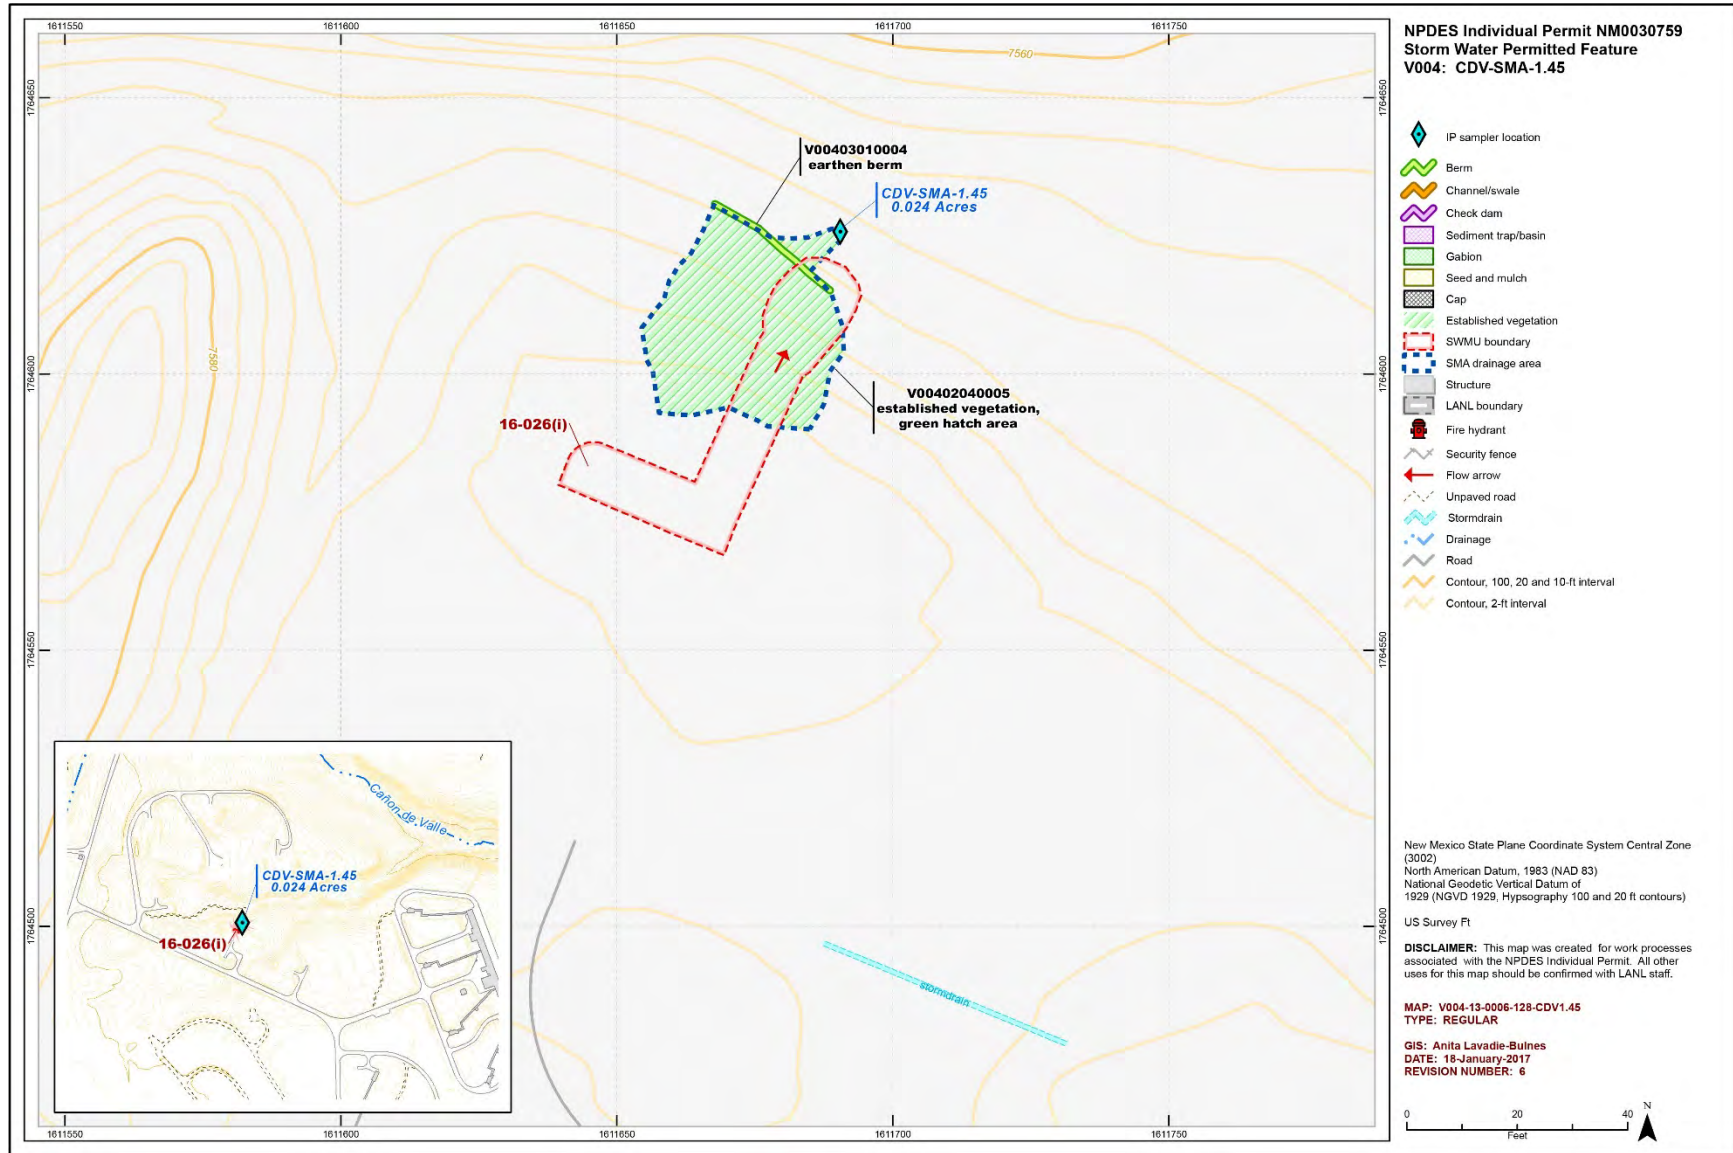 1611550
1611600
1611650
1611700
1611750
7560
1764650
1764650
V00403010004
earthen berm
CDV-SMA-1.45
0.024 Acres
7580
1764600
1764600
V00402040005
established vegetation,
green hatch area
16-026(i)
1764550
1764550
Cañon de Valle
CDV-SMA-1.45
0.024 Acres
16-026(i)
1764500
1764500
stormdrain
1611550
1611600
1611650
1611700
1611750
NPDES Individual Permit NM0030759
Storm Water Permitted Feature
V004: CDV-SMA-1.45
IP sampler location
Berm
Channel/swale
Check dam
Sediment trap/basin
Gabion
Seed and mulch
Cap
Established vegetation
SWMU boundary
SMA drainage area
Structure
LANL boundary
Fire hydrant
Security fence
Flow arrow
Unpaved road
Stormdrain
Drainage
Road
Contour, 100, 20 and 10-ft interval
Contour, 2-ft interval
New Mexico State Plane Coordinate System Central Zone
(3002)
North American Datum, 1983 (NAD 83)
National Geodetic Vertical Datum of
1929 (NGVD 1929, Hypsography 100 and 20 ft contours)
US Survey Ft
DISCLAIMER: This map was created for work processes
associated with the NPDES Individual Permit. All other
uses for this map should be confirmed with LANL staff.
MAP: V004-13-0006-128-CDV1.45
TYPE: REGULAR
GIS: Anita Lavadie-Bulnes
DATE: 18-January-2017
REVISION NUMBER: 6
0 20 40
Feet
N